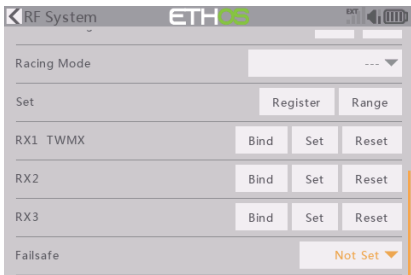 RF System ETHOS EXT
Racing Mode ---
Set Register Range
RX1 TWMX Bind Set Reset
RX2 Bind Set Reset
RX3 Bind Set Reset
Failsafe Not Set